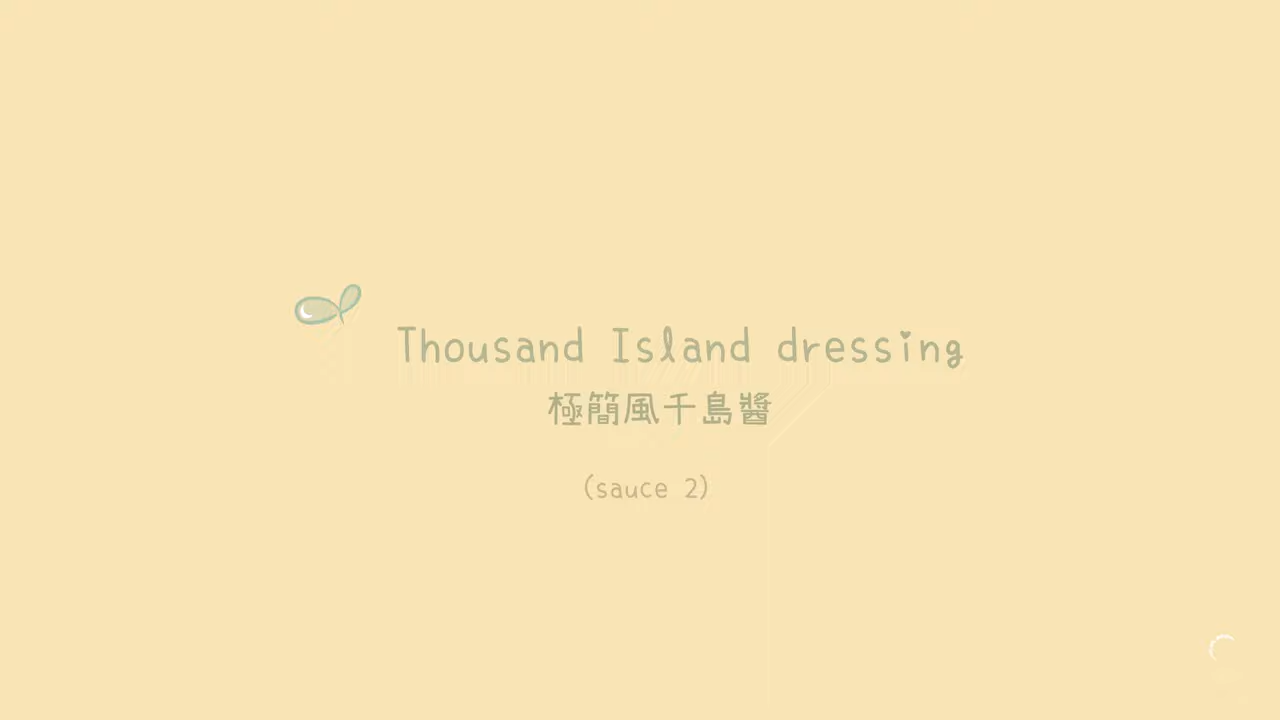 Thousand Island dressing
極簡風千島醬
(sauce 2)